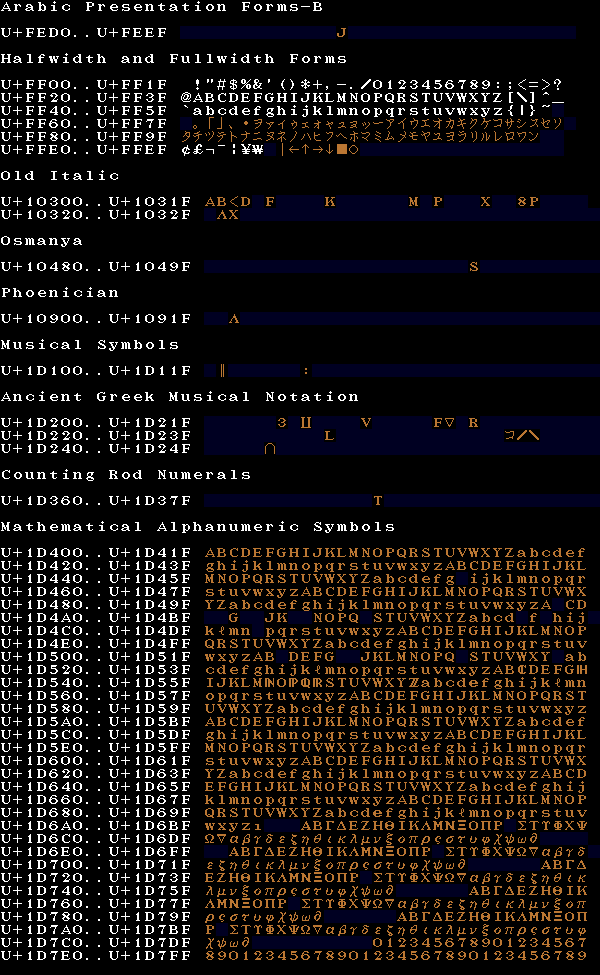 Arabic Presentation Forms-B
U+FED0..U+FEEF J
Halfwidth and Fullwidth Forms
U+FF00..U+FF1F !"#$%&'()*+,-./0123456789:;<=>?
U+FF20..U+FF3F @ABCDEFGHIJKLMNOPQRSTUVWXYZ[\]^_
U+FF40..U+FF5F `abcdefghijklmnopqrstuvwxyz{|}~
U+FF60..U+FF7F 。「」、・ヲァィゥェォャュョッーアイウエオカキクケコサシスセソ
U+FF80..U+FF9F タチツテトナニヌネノハヒフヘホマミムメモヤユヨラリルレロワン
U+FFE0..U+FFEF ¢£¬¯¦¥₩ |←↑→↓■○
Old Italic
U+10300..U+1031F AB<D F K M P X 8P
U+10320..U+1032F ΛX
Osmanya
U+10480..U+1049F S
Phoenician
U+10900..U+1091F Λ
Musical Symbols
U+1D100..U+1D11F ‖ :
Ancient Greek Musical Notation
U+1D200..U+1D21F 3 Ш V F▽ R
U+1D220..U+1D23F L コ/\
U+1D240..U+1D24F ∩
Counting Rod Numerals
U+1D360..U+1D37F T
Mathematical Alphanumeric Symbols
U+1D400..U+1D41F ABCDEFGHIJKLMNOPQRSTUVWXYZabcdef
U+1D420..U+1D43F ghijklmnopqrstuvwxyzABCDEFGHIJKL
U+1D440..U+1D45F MNOPQRSTUVWXYZabcdefg ijklmnopqr
U+1D460..U+1D47F stuvwxyzABCDEFGHIJKLMNOPQRSTUVWX
U+1D480..U+1D49F YZabcdefghijklmnopqrstuvwxyzA CD
U+1D4A0..U+1D4BF G JK NOPQ STUVWXYZabcd f hij
U+1D4C0..U+1D4DF kℓmn pqrstuvwxyzABCDEFGHIJKLMNOP
U+1D4E0..U+1D4FF QRSTUVWXYZabcdefghijkℓmnopqrstuv
U+1D500..U+1D51F wxyzAB DEFG JKLMNOPQ STUVWXY ab
U+1D520..U+1D53F cdefghijkℓmnopqrstuvwxyzABℂDEFGℍ
U+1D540..U+1D55F IJKLMℕOℙℚℝSTUVWXYℤabcdefghijkℓmn
U+1D560..U+1D57F opqrstuvwxyzABCDEFGHIJKLMNOPQRST
U+1D580..U+1D59F UVWXYZabcdefghijkℓmnopqrstuvwxyz
U+1D5A0..U+1D5BF ABCDEFGHIJKLMNOPQRSTUVWXYZabcdef
U+1D5C0..U+1D5DF ghijklmnopqrstuvwxyzABCDEFGHIJKL
U+1D5E0..U+1D5FF MNOPQRSTUVWXYZabcdefghijklmnopqr
U+1D600..U+1D61F stuvwxyzABCDEFGHIJKLMNOPQRSTUVWX
U+1D620..U+1D63F YZabcdefghijklmnopqrstuvwxyzABCD
U+1D640..U+1D65F EFGHIJKLMNOPQRSTUVWXYZabcdefghij
U+1D660..U+1D67F klmnopqrstuvwxyzABCDEFGHIJKLMNOP
U+1D680..U+1D69F QRSTUVWXYZabcdefghijklmnopqrstuv
U+1D6A0..U+1D6BF wxyzı ΑΒΓΔΕΖΗΘΙΚΛΜΝΞΟΠΡ ΣΤΥΦΧΨ
U+1D6C0..U+1D6DF Ω∇αβγδεζηθικλμνξοπρςστυφχψω∂
U+1D6E0..U+1D6FF ΑΒΓΔΕΖΗΘΙΚΛΜΝΞΟΠΡ ΣΤΥΦΧΨΩ∇αβγδ
U+1D700..U+1D71F εζηθικλμνξοπρςστυφχψω∂ ΑΒΓΔ
U+1D720..U+1D73F ΕΖΗΘΙΚΛΜΝΞΟΠΡ ΣΤΥΦΧΨΩ∇αβγδεζηθικ
U+1D740..U+1D75F λμνξοπρςστυφχψω∂ ΑΒΓΔΕΖΗΘΙΚ
U+1D760..U+1D77F ΛΜΝΞΟΠΡ ΣΤΥΦΧΨΩ∇αβγδεζηθικλμνξοπ
U+1D780..U+1D79F ρςστυφχψω∂ ΑΒΓΔΕΖΗΘΙΚΛΜΝΞΟΠ
U+1D7A0..U+1D7BF Ρ ΣΤΥΦΧΨΩ∇αβγδεζηθικλμνξοπρςστυφ
U+1D7C0..U+1D7DF χψω∂ 012345678901234567
U+1D7E0..U+1D7FF 89012345678901234567890123456789